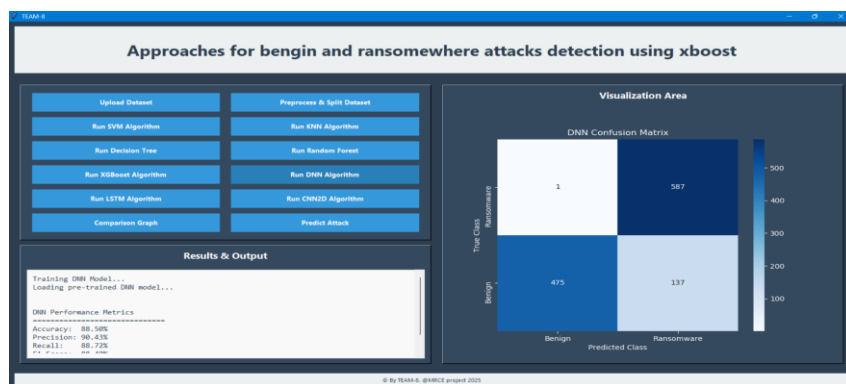 TEAM-8
Approaches for bengin and ransomewhere attacks detection using xboost
Upload Dataset
Preprocess & Split Dataset
Run SVM Algorithm
Run KNN Algorithm
Run Decision Tree
Run Random Forest
Run XGBoost Algorithm
Run DNN Algorithm
Run LSTM Algorithm
Run CNN2D Algorithm
Comparison Graph
Predict Attack
Results & Output
Training DNN Model...
Loading pre-trained DNN model...
DNN Performance Metrics
==============================
Accuracy: 88.50%
Precision: 90.43%
Recall: 88.72%
Visualization Area
DNN Confusion Matrix
True Class
Ransomware
Benign
1
587
475
137
500
400
300
200
100
Benign
Ransomware
Predicted Class
© By TEAM-8. @MRCE project 2025